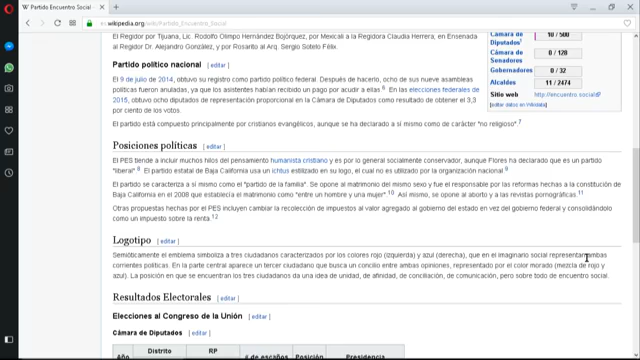 W Partido Encuentro Social
es.wikipedia.org/wiki/Partido_Encuentro_Social
El Regidor por Tijuana, Lic. Rodolfo Olimpo Hernández Bojórquez, por Mexicali a la Regidora Claudia Herrera, en Ensenada
al Regidor Dr. Alejandro González, y por Rosarito al Arq. Sergio Sotelo Félix.
Partido político nacional [editar]
El 9 de julio de 2014, obtuvo su registro como partido político federal. Después de hacerlo, ocho de sus nueve asambleas
políticas fueron anuladas, ya que los asistentes habían recibido un pago por acudir a ellas.6 En las elecciones federales de
2015, obtuvo ocho diputados de representación proporcional en la Cámara de Diputados como resultado de obtener el 3,3
por ciento de los votos.
El partido está compuesto principalmente por cristianos evangélicos, aunque se ha declarado a sí mismo como de carácter "no religioso".7
Cámara de 10 / 500
Diputados
Cámara de 0 / 128
Senadores
Gobernadores 0 / 32
Alcaldes 11 / 2474
Sitio web http://encuentro.social
[editar datos en Wikidata]
Posiciones políticas [editar]
El PES tiende a incluir muchos hilos del pensamiento humanista cristiano y es por lo general socialmente conservador, aunque Flores ha declarado que es un partido
"liberal".8 El partido estatal de Baja California usa un ichtus estilizado en su logo, el cual no es utilizado por la organización nacional.9
El partido se caracteriza a sí mismo como el "partido de la familia". Se opone al matrimonio del mismo sexo y fue el responsable por las reformas hechas a la constitución de
Baja California en el 2008 que establecía el matrimonio como "entre un hombre y una mujer".10 Así mismo, se opone al aborto y a las revistas pornográficas.11
Otras propuestas hechas por el PES incluyen cambiar la recolección de impuestos al valor agregado al gobierno del estado en vez del gobierno federal y consolidándolo
como un impuesto sobre la renta.12
Logotipo [editar]
Semióticamente el emblema simboliza a tres ciudadanos caracterizados por los colores rojo (izquierda) y azul (derecha), que en el imaginario social representan ambas
corrientes políticas. En la parte central aparece un tercer ciudadano que busca un concilio entre ambas opiniones, representado por el color morado (mezcla de rojo y
azul). La posición en que se encuentran los tres ciudadanos da una idea de unidad, de afinidad, de conciliación, de comunicación, pero sobre todo de encuentro social.
Resultados Electorales [editar]
Elecciones al Congreso de la Unión [editar]
Cámara de Diputados [editar]
Distrito RP
Año # de escaños Posición Presidencia